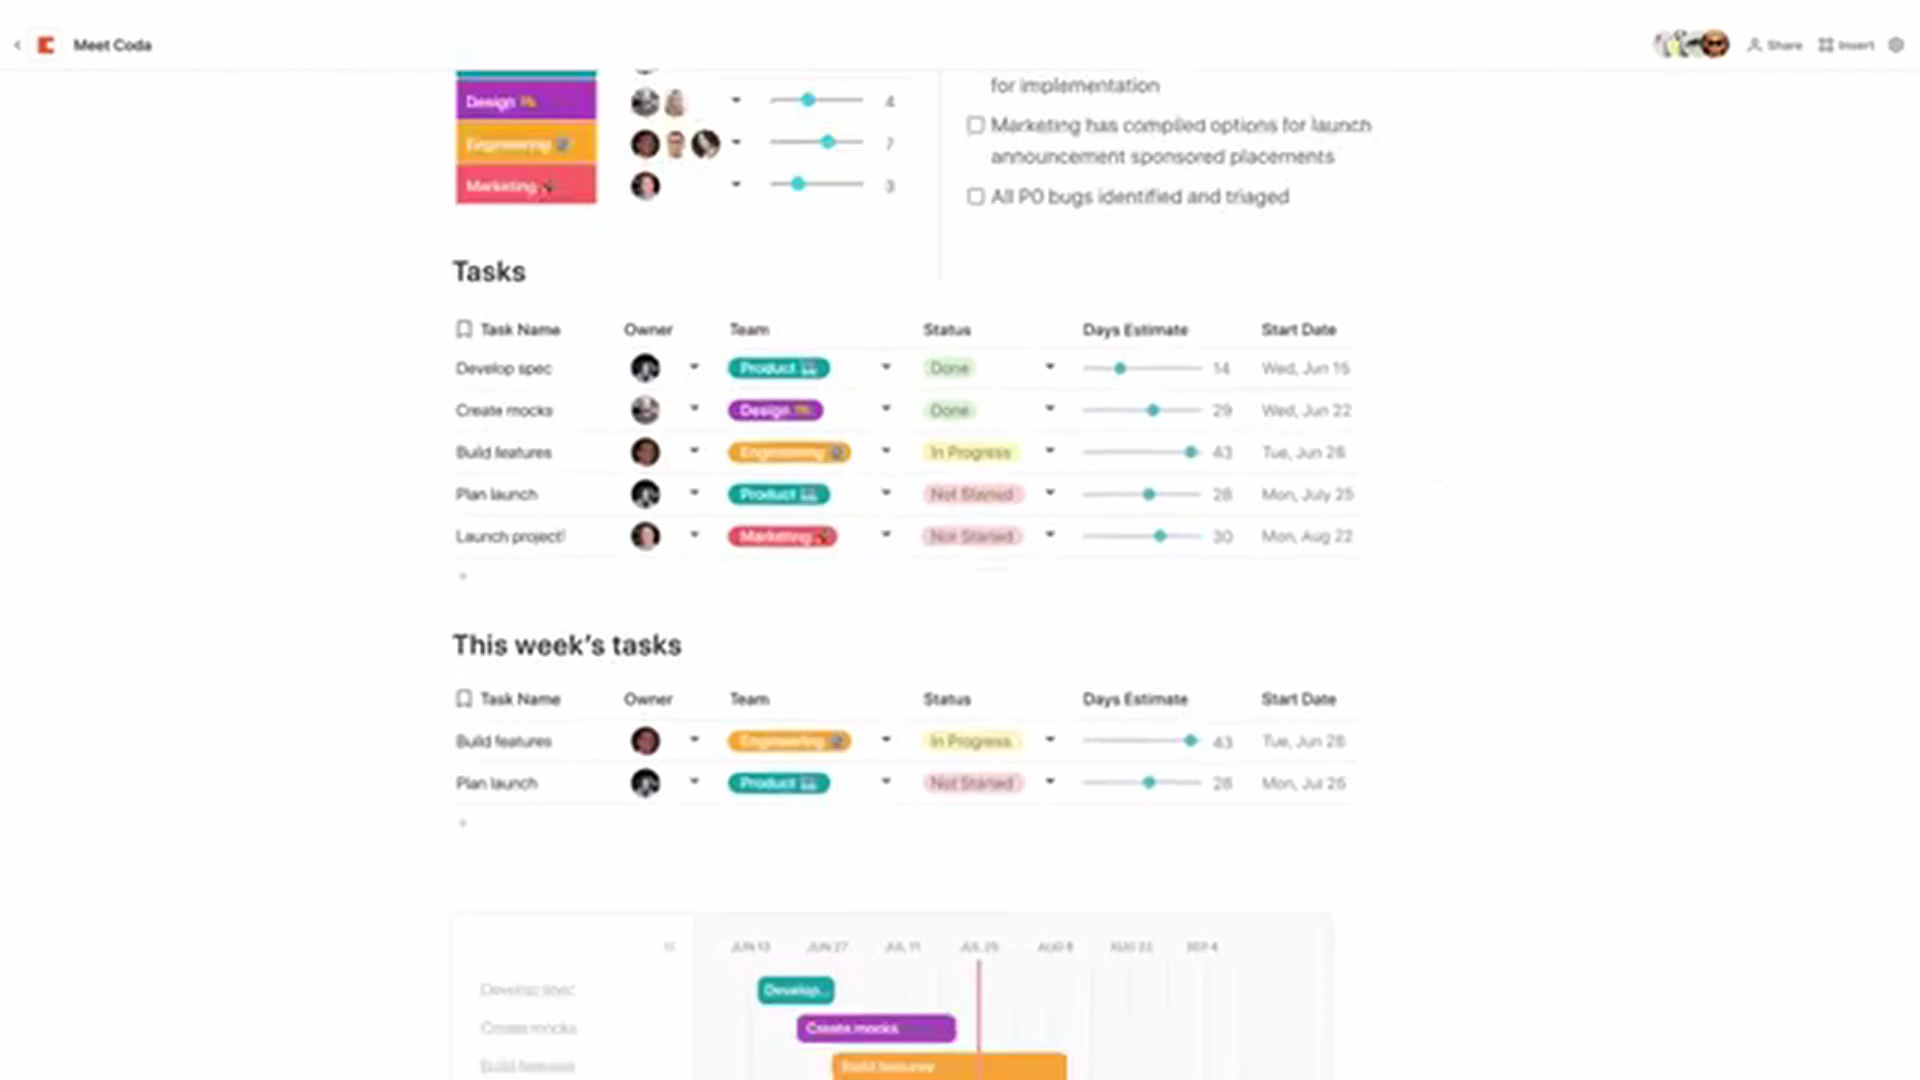 Meet Coda
Share Insert
for implementation
Design 4
Engineering 7
Marketing 3
Marketing has compiled options for launch
announcement sponsored placements
All P0 bugs identified and triaged
Tasks
Task Name Owner Team Status Days Estimate Start Date
Develop spec Product Done 14 Wed, Jun 15
Create mocks Design Done 29 Wed, Jun 22
Build features Engineering In Progress 43 Tue, Jun 28
Plan launch Product Not Started 28 Mon, July 25
Launch project! Marketing Not Started 30 Mon, Aug 22
This week's tasks
Task Name Owner Team Status Days Estimate Start Date
Build features Engineering In Progress 43 Tue, Jun 28
Plan launch Product Not Started 28 Mon, Jul 25
JUN 13 JUN 27 JUL 11 JUL 25 AUG 8 AUG 22 SEP 4
Develop spec Develop...
Create mocks Create mocks
Build features Build features